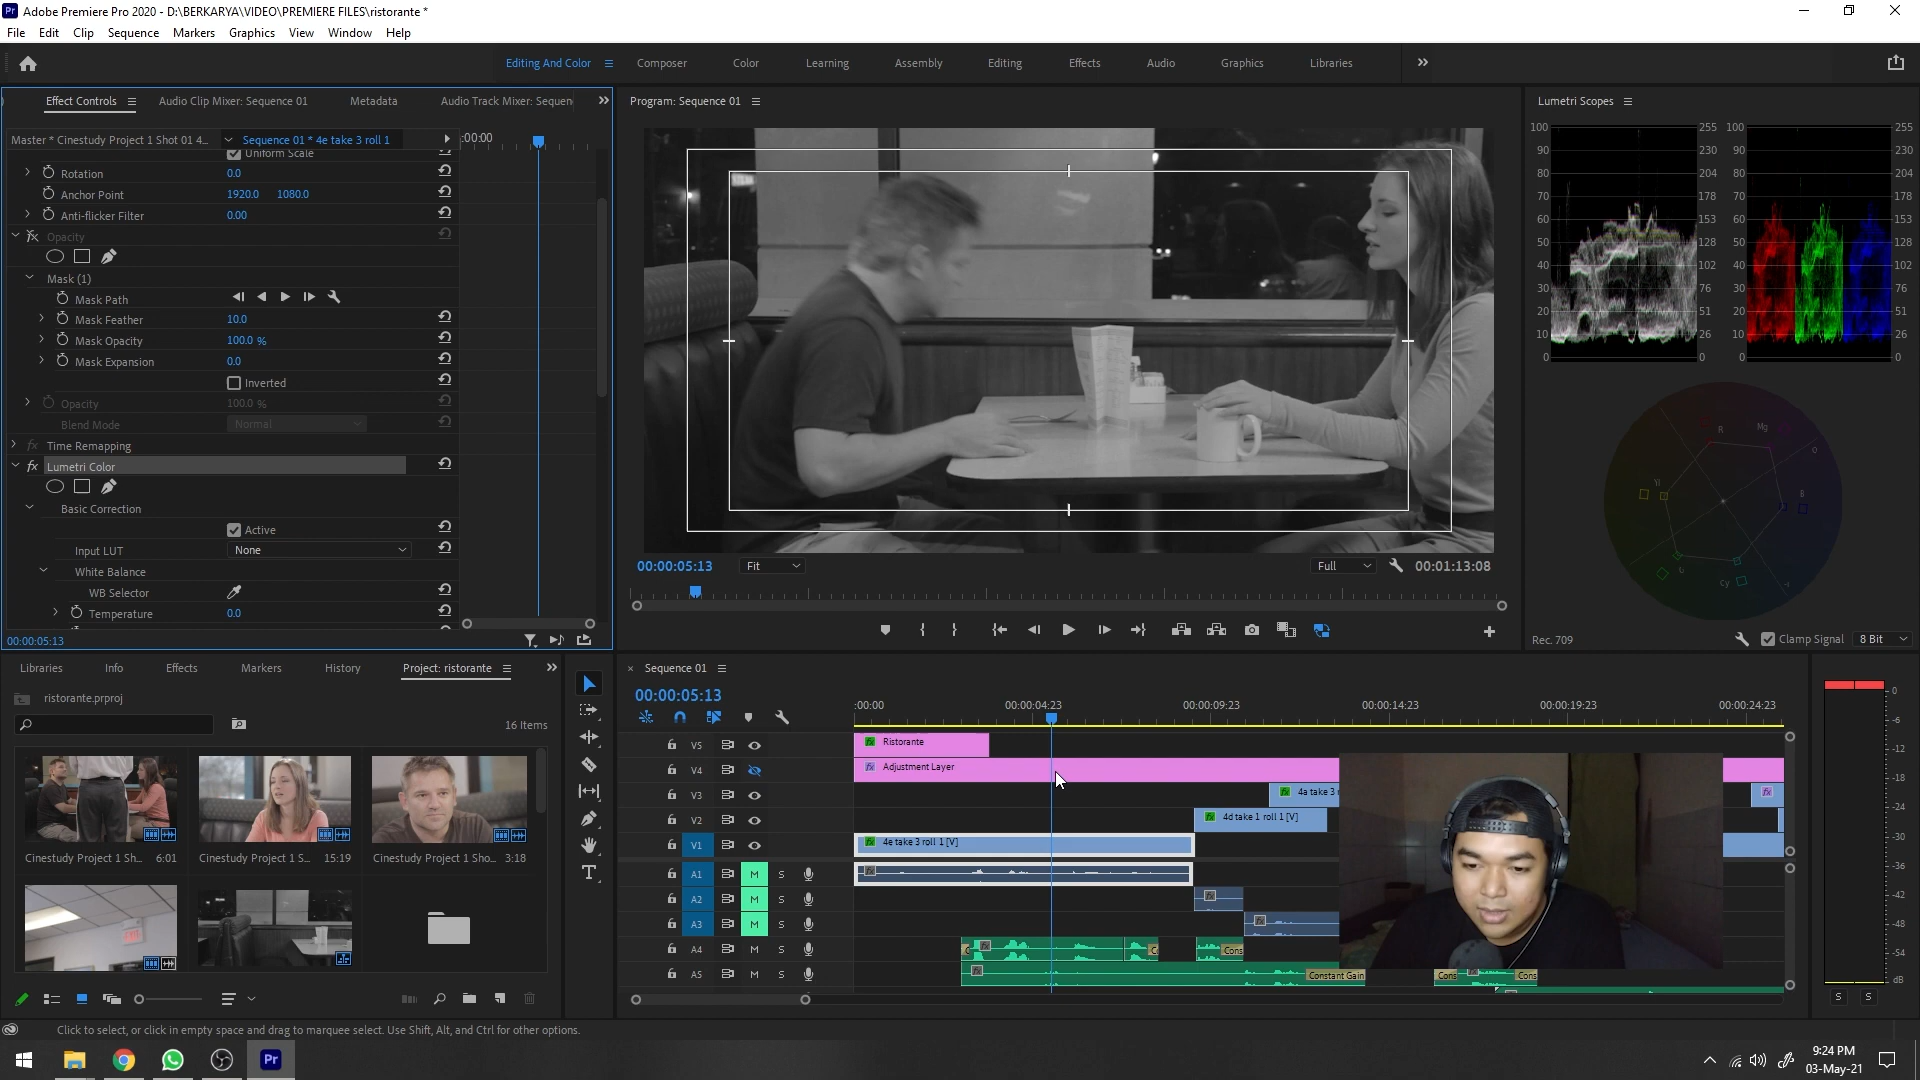 Adobe Premiere Pro 2020 - D:\BERKARYA\VIDEO\PREMIERE FILES\ristorante *
File Edit Clip Sequence Markers Graphics View Window Help
Editing And Color Composer Color Learning Assembly Editing Effects Audio Graphics Libraries
Effect Controls Audio Clip Mixer: Sequence 01 Metadata Audio Track Mixer: Sequen
Master * Cinestudy Project 1 Shot 01 4... Sequence 01 * 4e take 3 roll 1 :00:00
Uniform Scale
Rotation 0.0
Anchor Point 1920.0 1080.0
Anti-flicker Filter 0.00
Opacity
Mask (1)
Mask Path
Mask Feather 10.0
Mask Opacity 100.0 %
Mask Expansion 0.0
Inverted
Opacity 100.0 %
Blend Mode Normal
Time Remapping
fx Lumetri Color
Basic Correction
Active
Input LUT None
White Balance
WB Selector
Temperature 0.0
00:00:05:13
Program: Sequence 01
00:00:05:13 Fit Full 00:01:13:08
Lumetri Scopes
100 255 100 255
90 230 90 230
80 204 80 204
70 178 70 178
60 153 60 153
50 128 50 128
40 102 40 102
30 76 30 76
20 51 20 51
10 26 10 26
0 0 0 0
R Mg
Yl B
G Cy
Rec. 709 Clamp Signal 8 Bit
Libraries Info Effects Markers History Project: ristorante
ristorante.prproj
16 Items
Cinestudy Project 1 Sh... 6:01
Cinestudy Project 1 S... 15:19
Cinestudy Project 1 Sho... 3:18
Sequence 01
00:00:05:13
:00:00 00:00:04:23 00:00:09:23 00:00:14:23 00:00:19:23 00:00:24:23
V5 Ristorante
V4 Adjustment Layer
V3 4a take 3
V2 4d take 1 roll 1 [V]
V1 4e take 3 roll 1 [V]
A1 M S
A2 M S
A3 M S
A4 M S Cons
A5 M S Constant Gain Cons Cons
0
-6
-12
-18
-24
-30
-36
-42
-48
-54
dB
S S
Click to select, or click in empty space and drag to marquee select. Use Shift, Alt, and Ctrl for other options.
Pr
9:24 PM
03-May-21